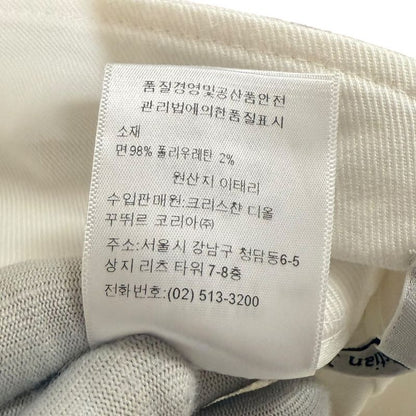 품질경영및공산품안전
관리법에의한품질표시
소재
면98% 폴리우레탄 2%
원산지 이태리
수입판매원:크리스챤 디올
꾸뛰르 코리아㈜
주소:서울시 강남구 청담동6-5
상지 리츠 타워 7-8층
전화번호:(02) 513-3200